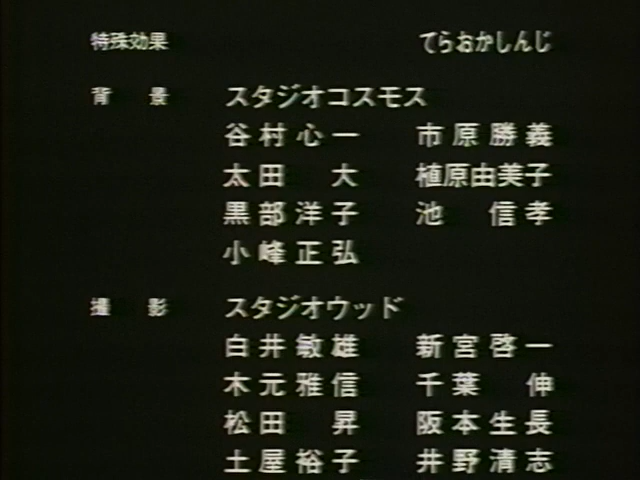 特殊効果 てらおかしんじ
背景 スタジオコスモス
谷村心一 市原勝義
太田大 植原由美子
黒部洋子 池信孝
小峰正弘
撮影 スタジオウッド
白井敏雄 新宮啓一
木元雅信 千葉伸
松田昇 阪本生長
土屋裕子 井野清志